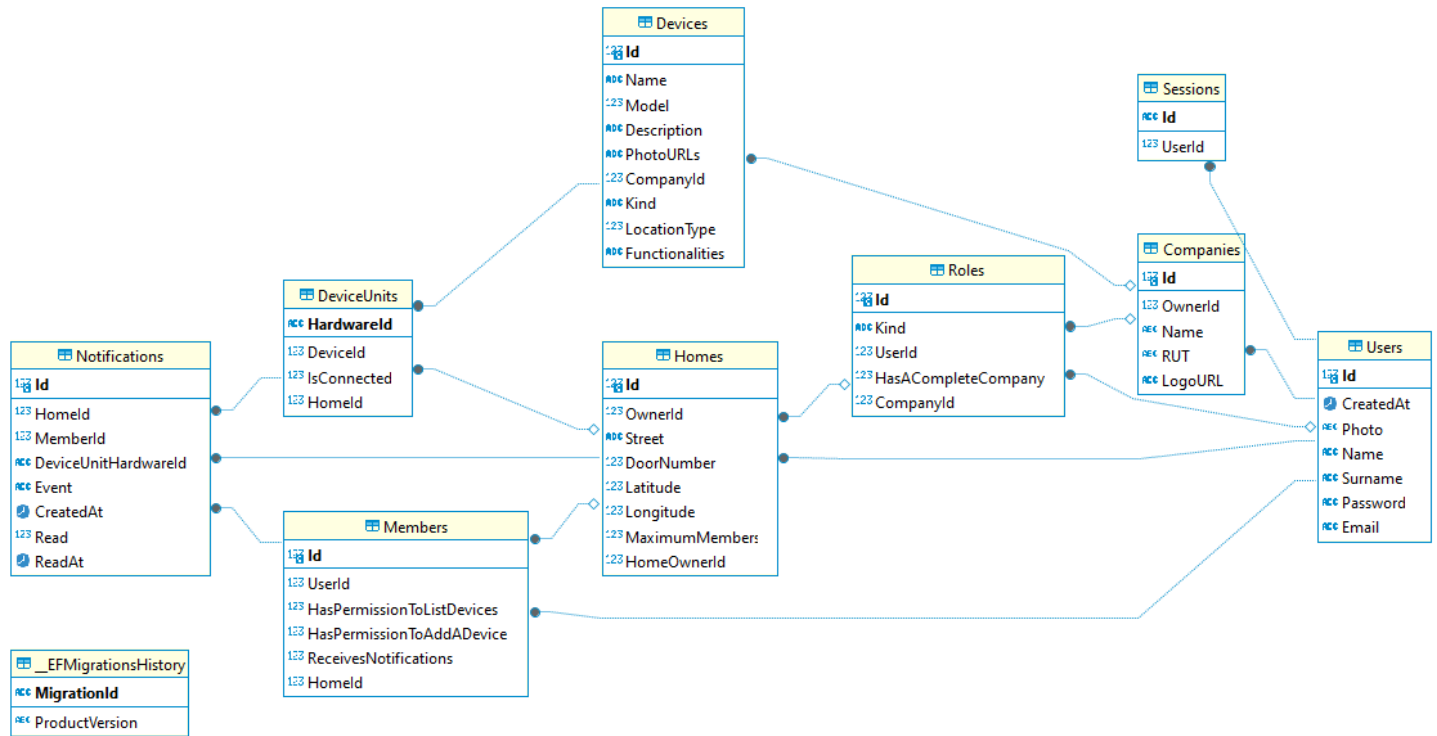 Devices
Id
Name
Model
Description
PhotoURLs
CompanyId
Kind
LocationType
Functionalities
Sessions
Id
UserId
Companies
Id
OwnerId
Name
RUT
LogoURL
Roles
Id
Kind
UserId
HasACompleteCompany
CompanyId
DeviceUnits
HardwareId
DeviceId
IsConnected
HomeId
Users
Id
CreatedAt
Photo
Name
Surname
Password
Email
Notifications
Id
HomeId
MemberId
DeviceUnitHardwareId
Event
CreatedAt
Read
ReadAt
Homes
Id
OwnerId
Street
DoorNumber
Latitude
Longitude
MaximumMembers
HomeOwnerId
Members
Id
UserId
HasPermissionToListDevices
HasPermissionToAddADevice
ReceivesNotifications
HomeId
__EFMigrationsHistory
MigrationId
ProductVersion